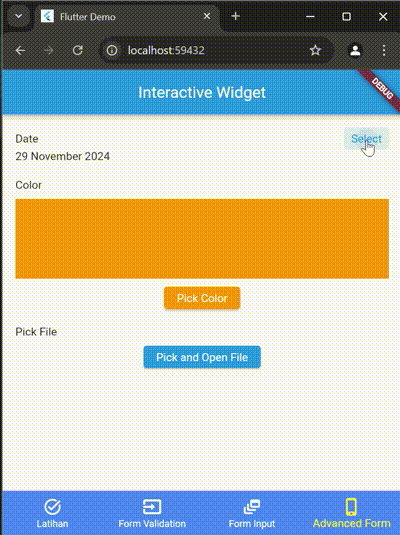 Flutter Demo
localhost:59432
Interactive Widget
DEBUG
Date
Select
29 November 2024
Color
Pick Color
Pick File
Pick and Open File
Latihan
Form Validation
Form Input
Advanced Form